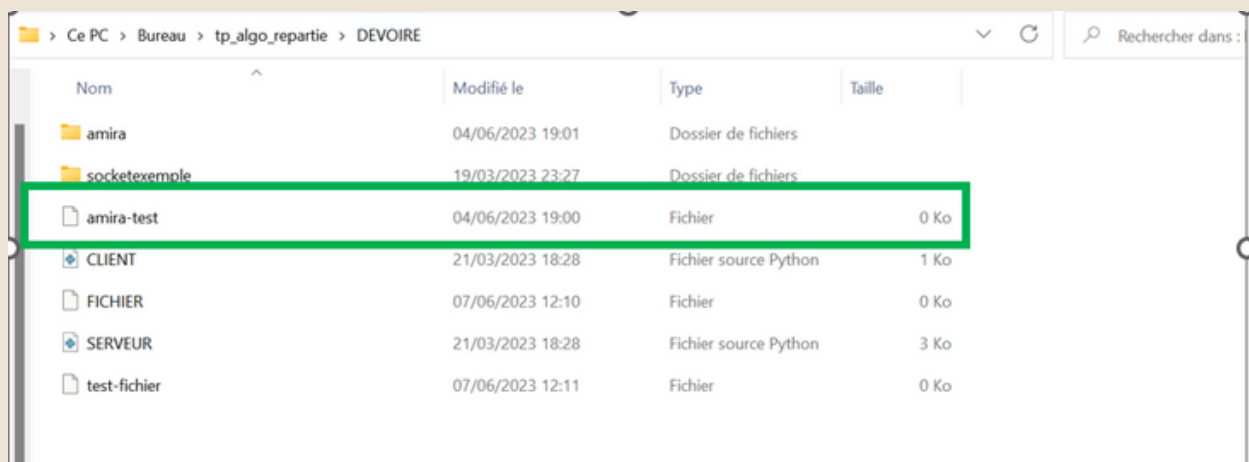 Ce PC > Bureau > tp_algo_repartie > DEVOIRE Rechercher dans :
Nom Modifié le Type Taille
amira 04/06/2023 19:01 Dossier de fichiers
socketexemple 19/03/2023 23:27 Dossier de fichiers
amira-test 04/06/2023 19:00 Fichier 0 Ko
CLIENT 21/03/2023 18:28 Fichier source Python 1 Ko
FICHIER 07/06/2023 12:10 Fichier 0 Ko
SERVEUR 21/03/2023 18:28 Fichier source Python 3 Ko
test-fichier 07/06/2023 12:11 Fichier 0 Ko